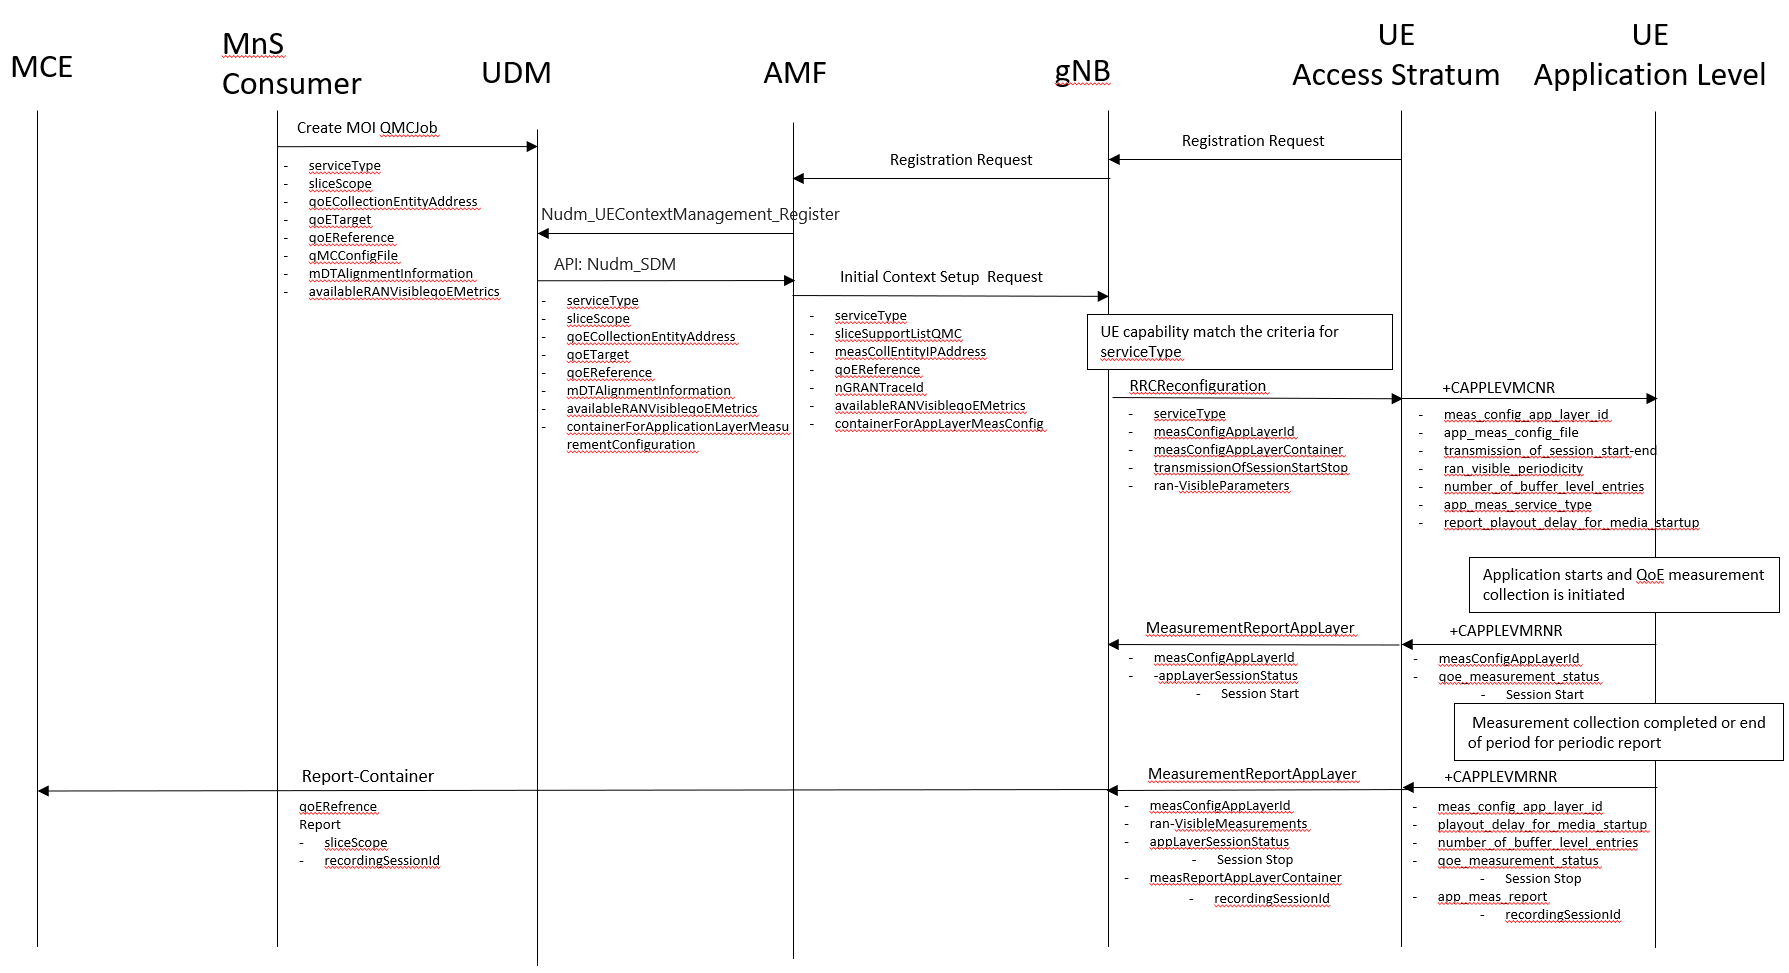 MCE
MnS
Consumer
UDM
AMF
gNB
UE
Access Stratum
UE
Application Level
Create MOI QMCJob
- serviceType
- sliceScope
- qoECollectionEntityAddress
- qoETarget
- qoEReference
- qMCConfigFile
- mDTAlignmentInformation
- availableRANVisibleqoEMetrics
Registration Request
Registration Request
Nudm_UEContextManagement_Register
API: Nudm_SDM
- serviceType
- sliceScope
- qoECollectionEntityAddress
- qoETarget
- qoEReference
- mDTAlignmentInformation
- availableRANVisibleqoEMetrics
- containerForApplicationLayerMeasu
rementConfiguration
Initial Context Setup Request
- serviceType
- sliceSupportListQMC
- measCollEntityIPAddress
- qoEReference
- nGRANTraceId
- availableRANVisibleqoEMetrics
- containerForAppLayerMeasConfig
UE capability match the criteria for
serviceType
RRCReconfiguration
- serviceType
- measConfigAppLayerId
- measConfigAppLayerContainer
- transmissionOfSessionStartStop
- ran-VisibleParameters
+CAPPLEVMCNR
- meas_config_app_layer_id
- app_meas_config_file
- transmission_of_session_start-end
- ran_visible_periodicity
- number_of_buffer_level_entries
- app_meas_service_type
- report_playout_delay_for_media_startup
Application starts and QoE measurement
collection is initiated
MeasurementReportAppLayer
- measConfigAppLayerId
- -appLayerSessionStatus
- Session Start
+CAPPLEVMRNR
- measConfigAppLayerId
- qoe_measurement_status
- Session Start
Measurement collection completed or end
of period for periodic report
Report-Container
qoERefrence
Report
- sliceScope
- recordingSessionId
MeasurementReportAppLayer
- measConfigAppLayerId
- ran-VisibleMeasurements
- appLayerSessionStatus
- Session Stop
- measReportAppLayerContainer
- recordingSessionId
+CAPPLEVMRNR
- meas_config_app_layer_id
- playout_delay_for_media_startup
- number_of_buffer_level_entries
- qoe_measurement_status
- Session Stop
- app_meas_report
- recordingSessionId